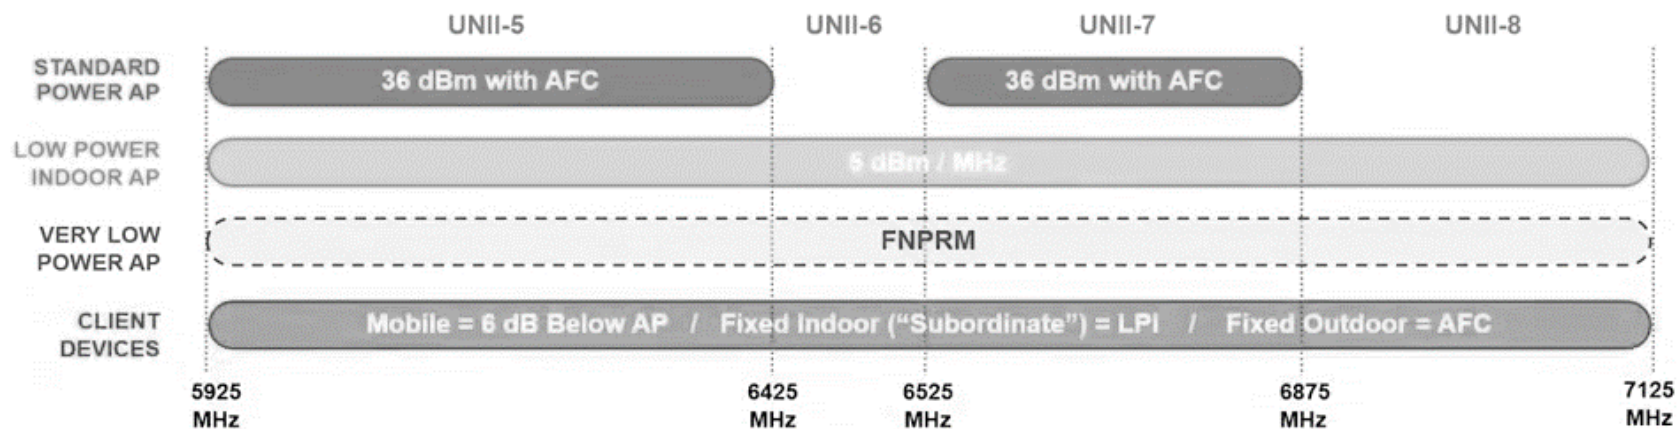 UNII-5 UNII-6 UNII-7 UNII-8
STANDARD
POWER AP
36 dBm with AFC 36 dBm with AFC
LOW POWER
INDOOR AP
5 dBm / MHz
VERY LOW
POWER AP
FNPRM
CLIENT
DEVICES
Mobile = 6 dB Below AP / Fixed Indoor (“Subordinate”) = LPI / Fixed Outdoor = AFC
5925 6425 6525 6875 7125
MHz MHz MHz MHz MHz